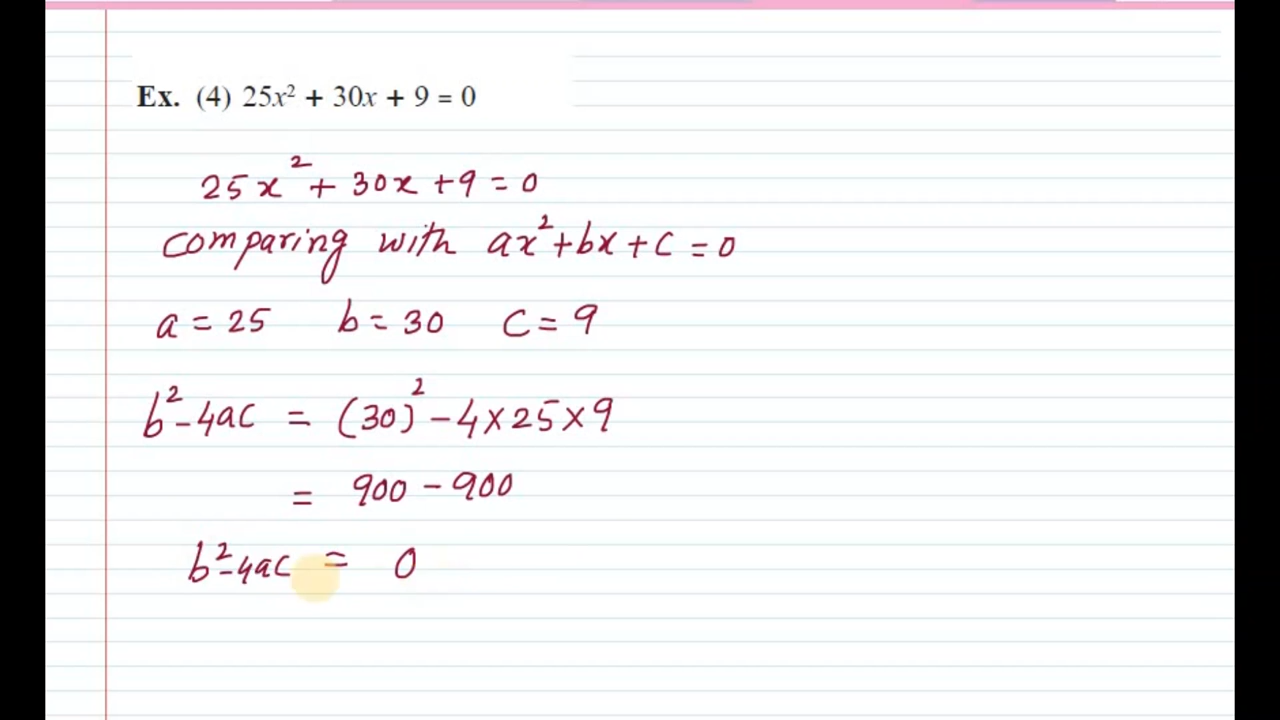 Ex. (4) 25x² + 30x + 9 = 0
25x² + 30x + 9 = 0
comparing with ax² + bx + c = 0
a = 25 b = 30 c = 9
b² - 4ac = (30)² - 4 × 25 × 9
= 900 - 900
b² - 4ac = 0